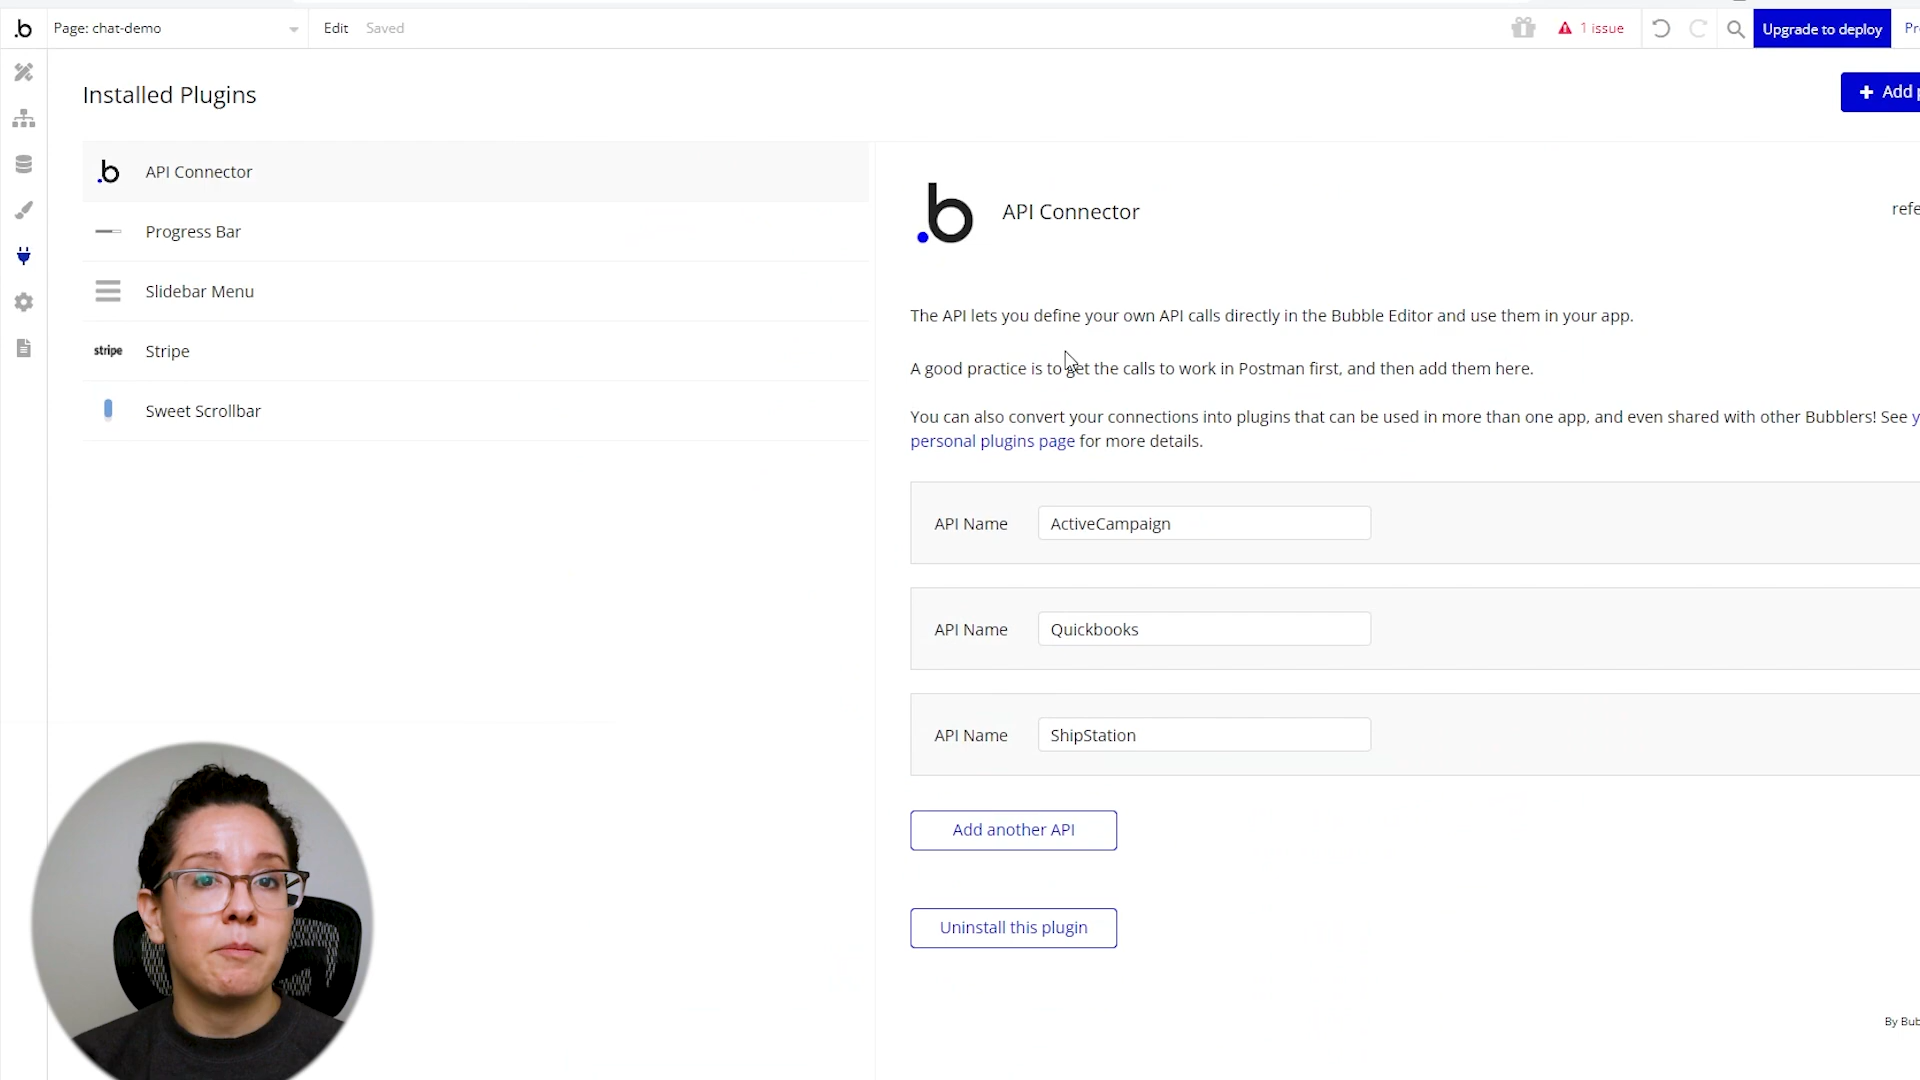 Page: chat-demo
Edit
Saved
1 issue
Upgrade to deploy
Installed Plugins
Add
API Connector
Progress Bar
Slidebar Menu
stripe
Stripe
Sweet Scrollbar
API Connector
The API lets you define your own API calls directly in the Bubble Editor and use them in your app.
A good practice is to get the calls to work in Postman first, and then add them here.
You can also convert your connections into plugins that can be used in more than one app, and even shared with other Bubblers! See
personal plugins page for more details.
API Name
ActiveCampaign
API Name
Quickbooks
API Name
ShipStation
Add another API
Uninstall this plugin
By